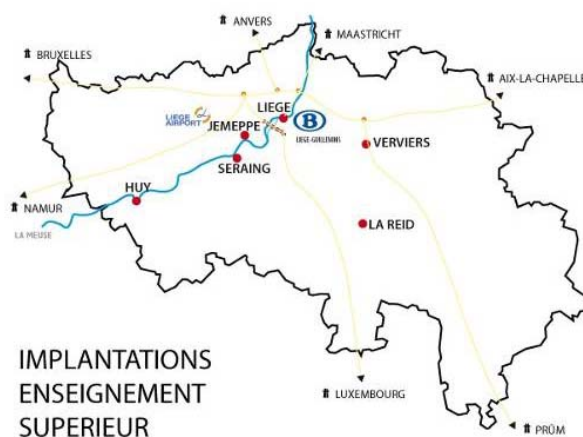 ANVERS
MAASTRICHT
BRUXELLES
AIX-LA-CHAPELLE
LIEGE AIRPORT
LIEGE
B
LIEGE-GUILLEMINS
JEMEPPE
VERVIERS
SERAING
HUY
NAMUR
LA REID
LA MEUSE
IMPLANTATIONS
ENSEIGNEMENT
SUPERIEUR
LUXEMBOURG
PRÜM